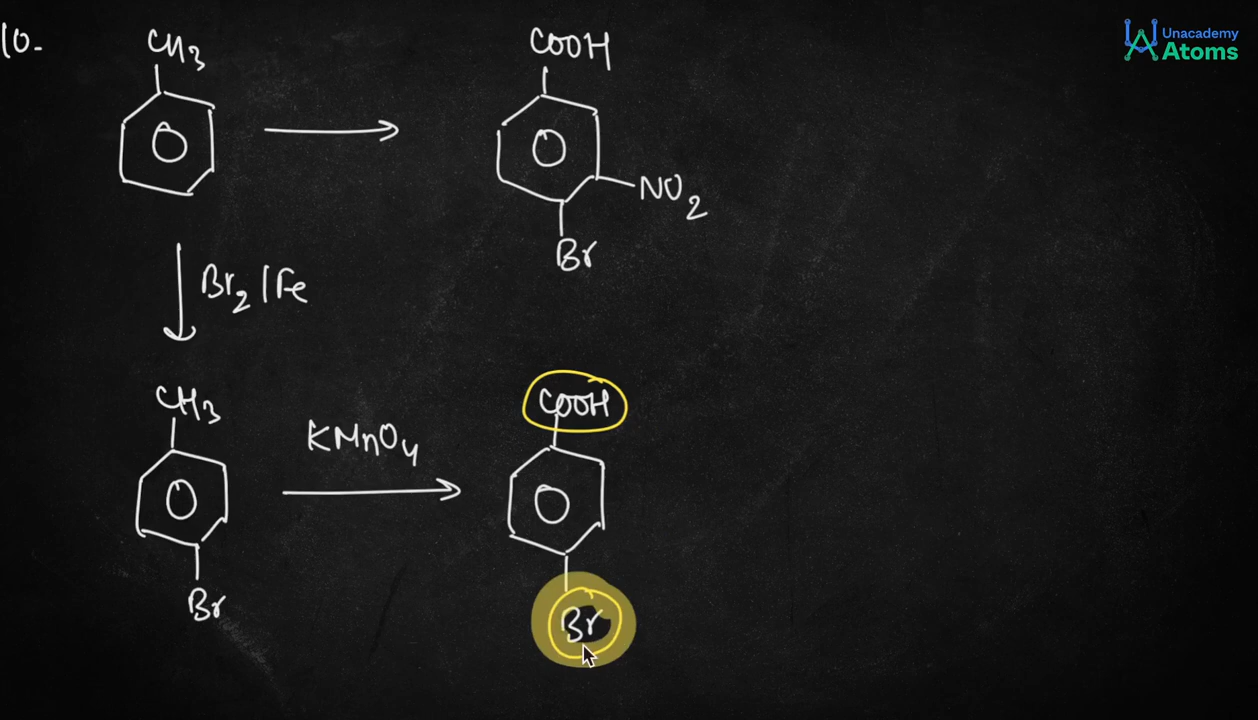 10.
CH3
COOH
NO2
Br
Br2/Fe
CH3
KMnO4
COOH
Br
Br
Unacademy
Atoms